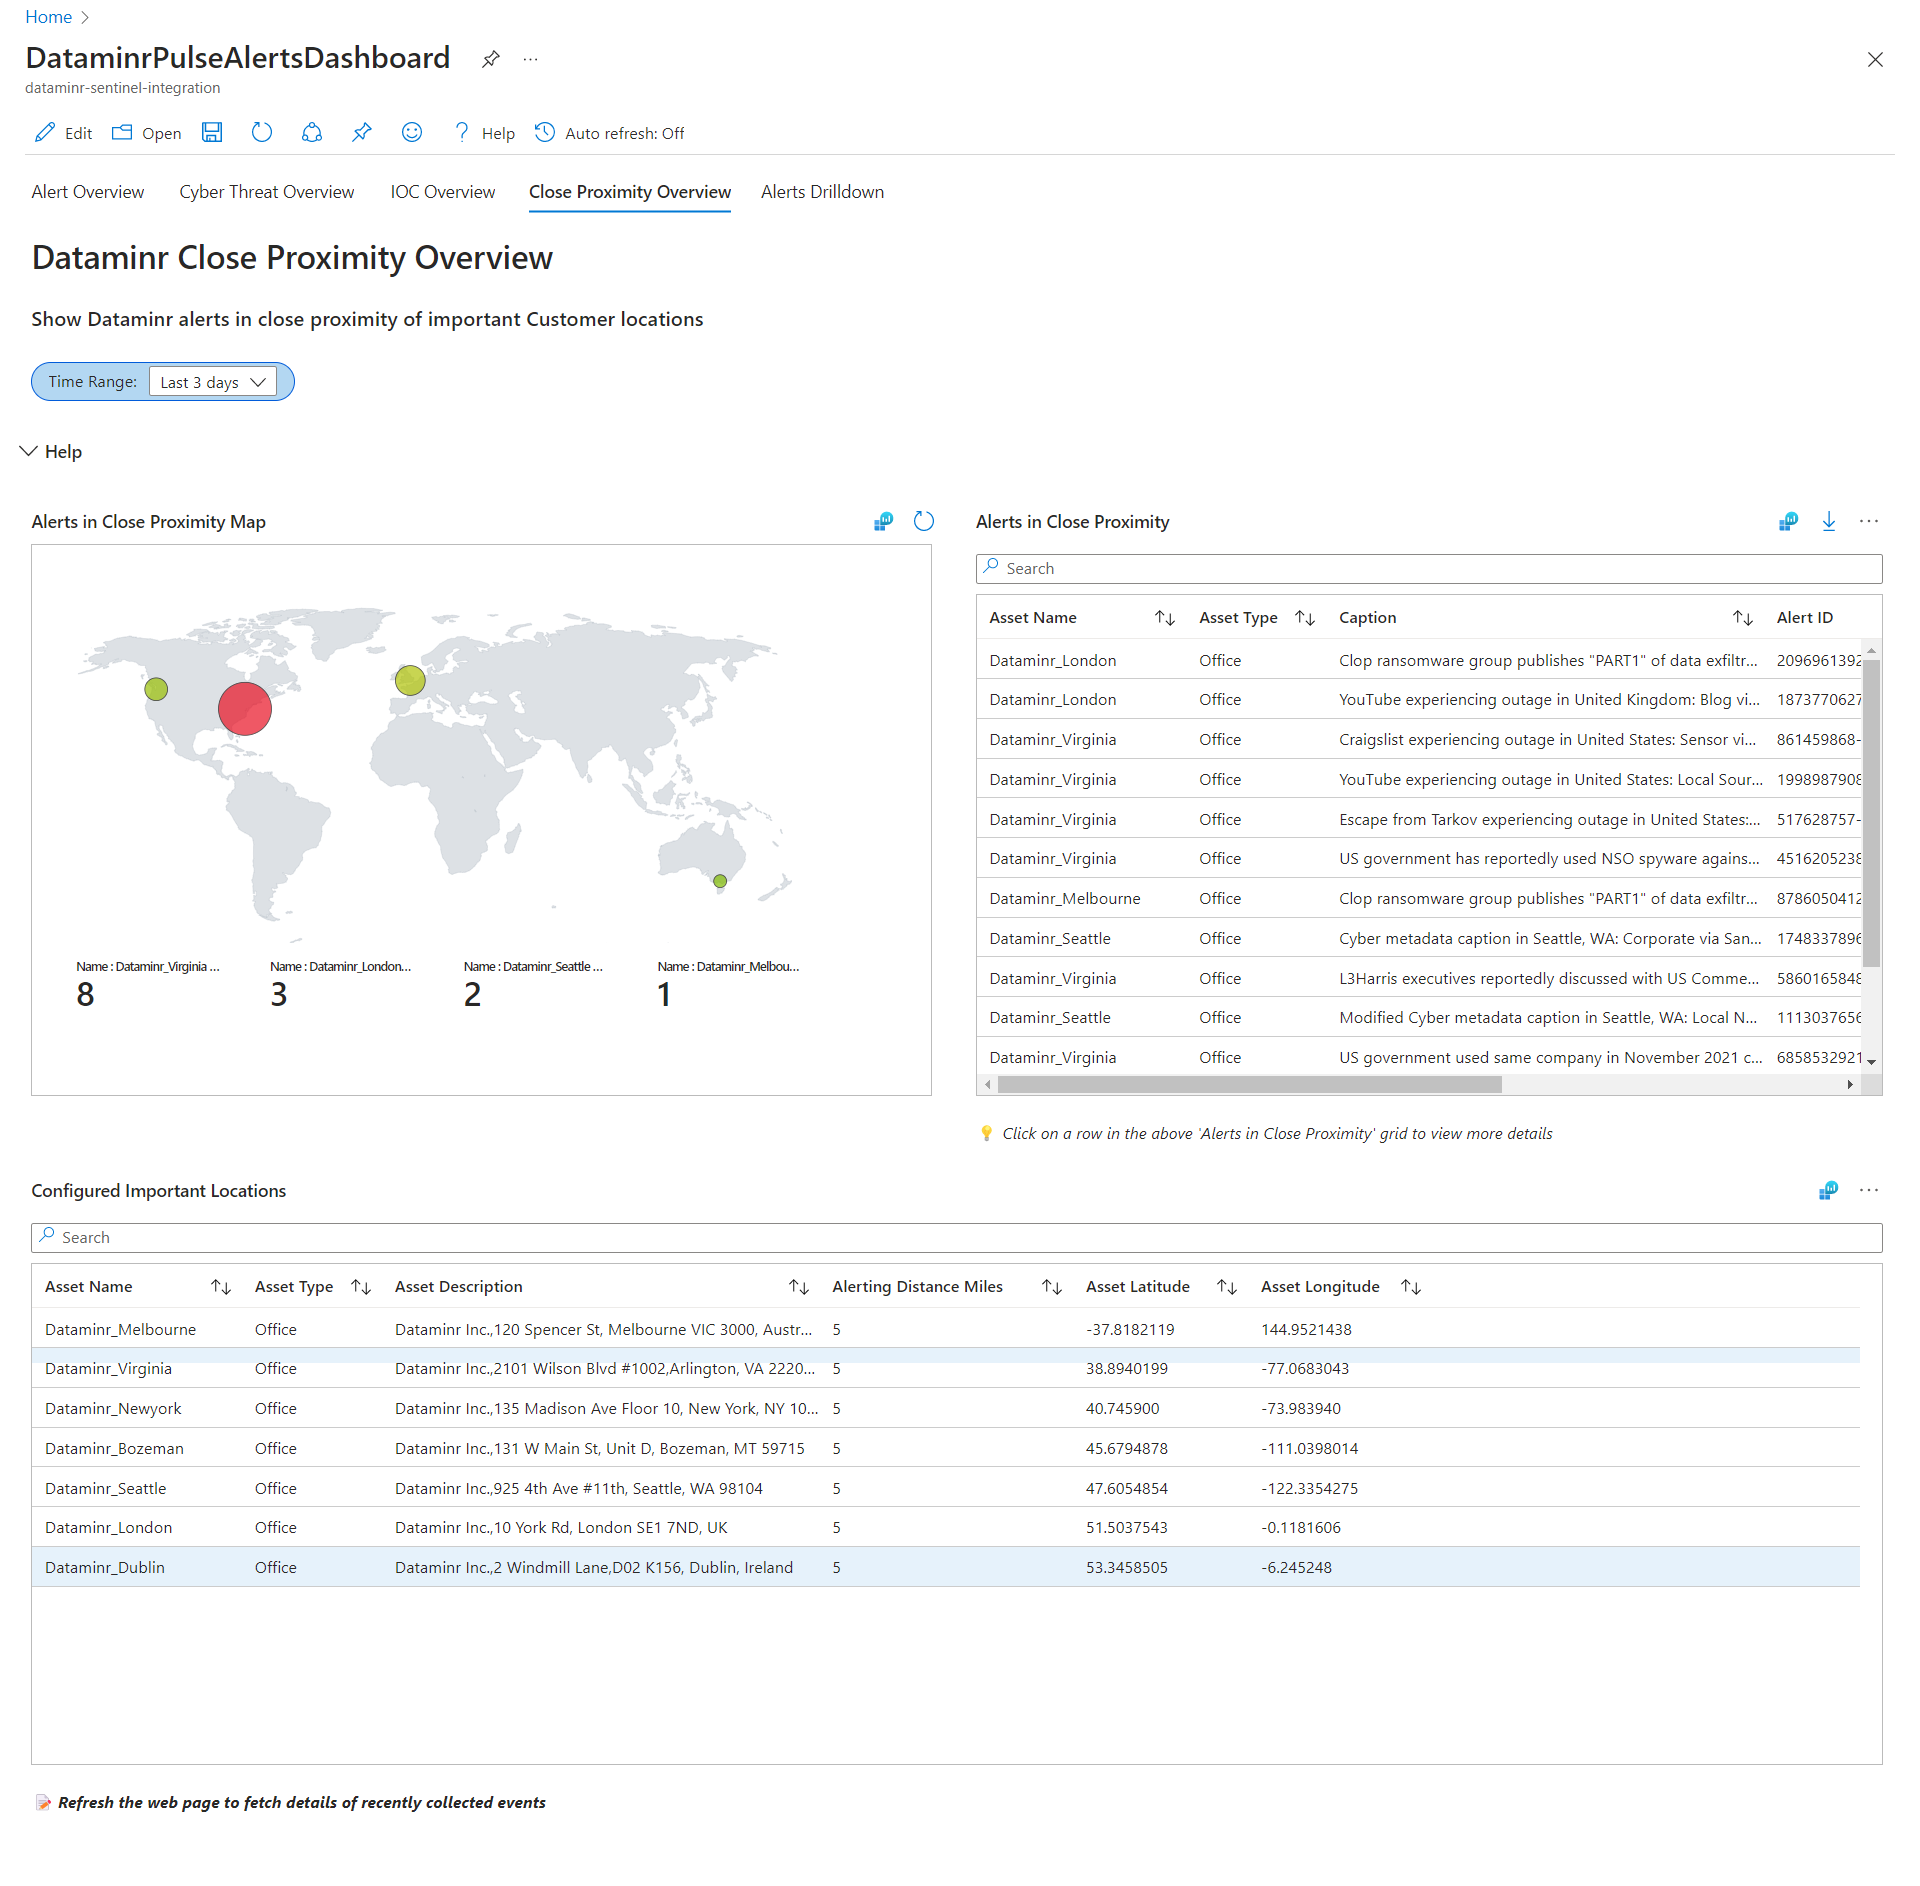 Home
DataminrPulseAlertsDashboard
dataminr-sentinel-integration
Edit Open Help Auto refresh: Off
Alert Overview Cyber Threat Overview IOC Overview Close Proximity Overview Alerts Drilldown
Dataminr Close Proximity Overview
Show Dataminr alerts in close proximity of important Customer locations
Time Range: Last 3 days
Help
Alerts in Close Proximity Map
Name : Dataminr_Virginia ... Name : Dataminr_London... Name : Dataminr_Seattle ... Name : Dataminr_Melbou...
8 3 2 1
Alerts in Close Proximity
Search
Asset Name Asset Type Caption Alert ID
Dataminr_London Office Clop ransomware group publishes "PART1" of data exfiltr... 2096961392
Dataminr_London Office YouTube experiencing outage in United Kingdom: Blog vi... 1873770627
Dataminr_Virginia Office Craigslist experiencing outage in United States: Sensor vi... 861459868-
Dataminr_Virginia Office YouTube experiencing outage in United States: Local Sour... 1998987908
Dataminr_Virginia Office Escape from Tarkov experiencing outage in United States:... 517628757-
Dataminr_Virginia Office US government has reportedly used NSO spyware agains... 4516205238
Dataminr_Melbourne Office Clop ransomware group publishes "PART1" of data exfiltr... 8786050412
Dataminr_Seattle Office Cyber metadata caption in Seattle, WA: Corporate via San... 1748337896
Dataminr_Virginia Office L3Harris executives reportedly discussed with US Comme... 5860165848
Dataminr_Seattle Office Modified Cyber metadata caption in Seattle, WA: Local N... 1113037656
Dataminr_Virginia Office US government used same company in November 2021 c... 6858532921
Click on a row in the above 'Alerts in Close Proximity' grid to view more details
Configured Important Locations
Search
Asset Name Asset Type Asset Description Alerting Distance Miles Asset Latitude Asset Longitude
Dataminr_Melbourne Office Dataminr Inc.,120 Spencer St, Melbourne VIC 3000, Austr... 5 -37.8182119 144.9521438
Dataminr_Virginia Office Dataminr Inc.,2101 Wilson Blvd #1002,Arlington, VA 2220... 5 38.8940199 -77.0683043
Dataminr_Newyork Office Dataminr Inc.,135 Madison Ave Floor 10, New York, NY 10... 5 40.745900 -73.983940
Dataminr_Bozeman Office Dataminr Inc.,131 W Main St, Unit D, Bozeman, MT 59715 5 45.6794878 -111.0398014
Dataminr_Seattle Office Dataminr Inc.,925 4th Ave #11th, Seattle, WA 98104 5 47.6054854 -122.3354275
Dataminr_London Office Dataminr Inc.,10 York Rd, London SE1 7ND, UK 5 51.5037543 -0.1181606
Dataminr_Dublin Office Dataminr Inc.,2 Windmill Lane,D02 K156, Dublin, Ireland 5 53.3458505 -6.245248
Refresh the web page to fetch details of recently collected events